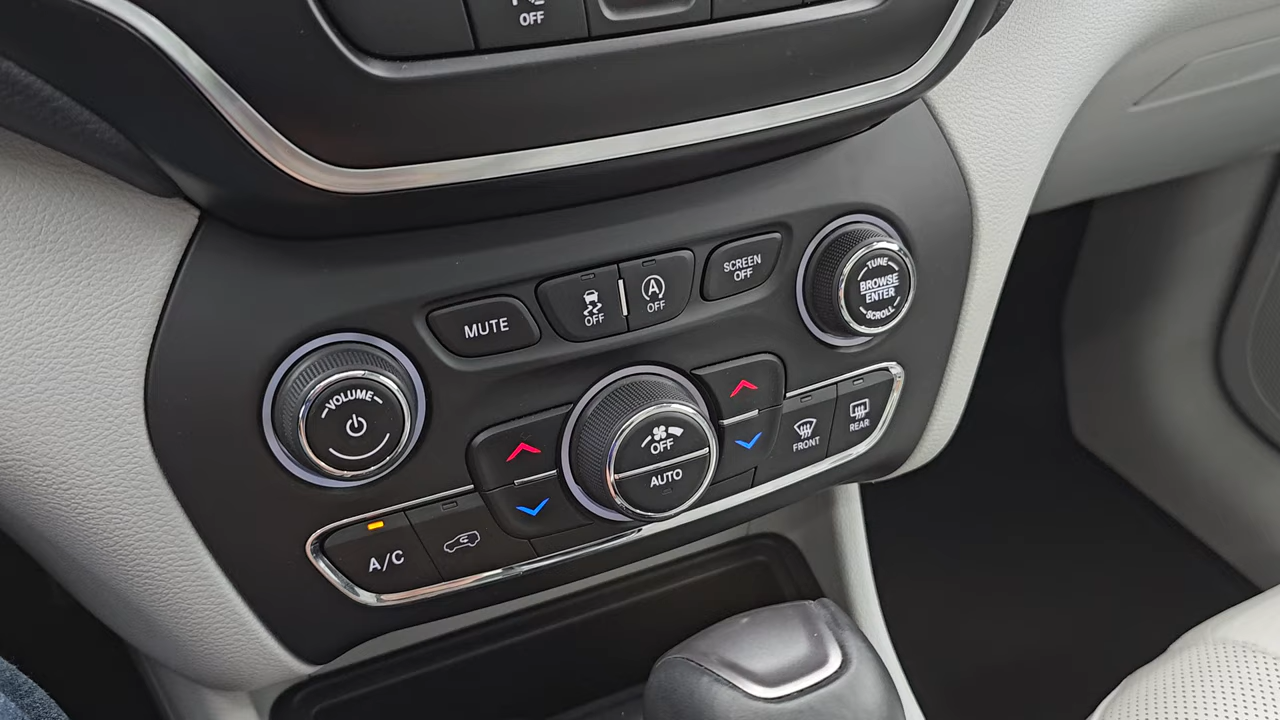 OFF
MUTE
OFF
OFF
SCREEN
OFF
TUNE
BROWSE
ENTER
SCROLL
VOLUME
OFF
AUTO
FRONT
REAR
A/C